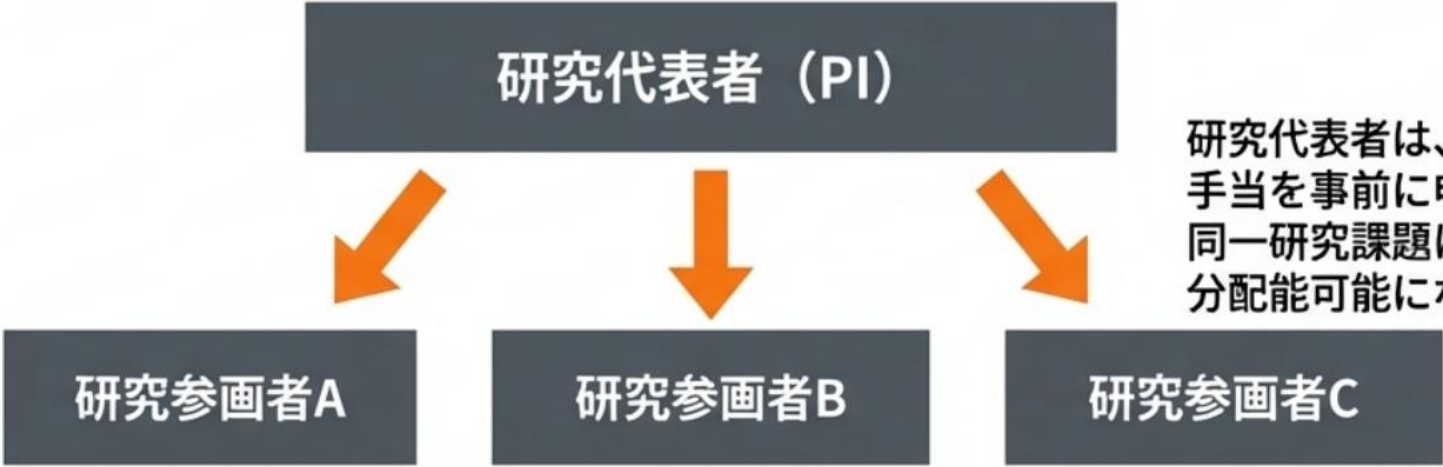 研究代表者（PI）
研究代表者は、
手当を事前に
同一研究課題
分配能可能に
研究参画者A
研究参画者B
研究参画者C